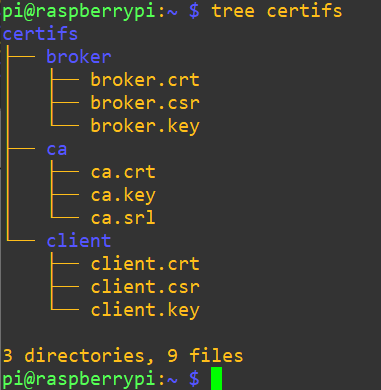 pi@raspberrypi:~ $ tree certifs
certifs
├── broker
│   ├── broker.crt
│   ├── broker.csr
│   └── broker.key
├── ca
│   ├── ca.crt
│   ├── ca.key
│   └── ca.srl
└── client
    ├── client.crt
    ├── client.csr
    └── client.key

3 directories, 9 files
pi@raspberrypi:~ $